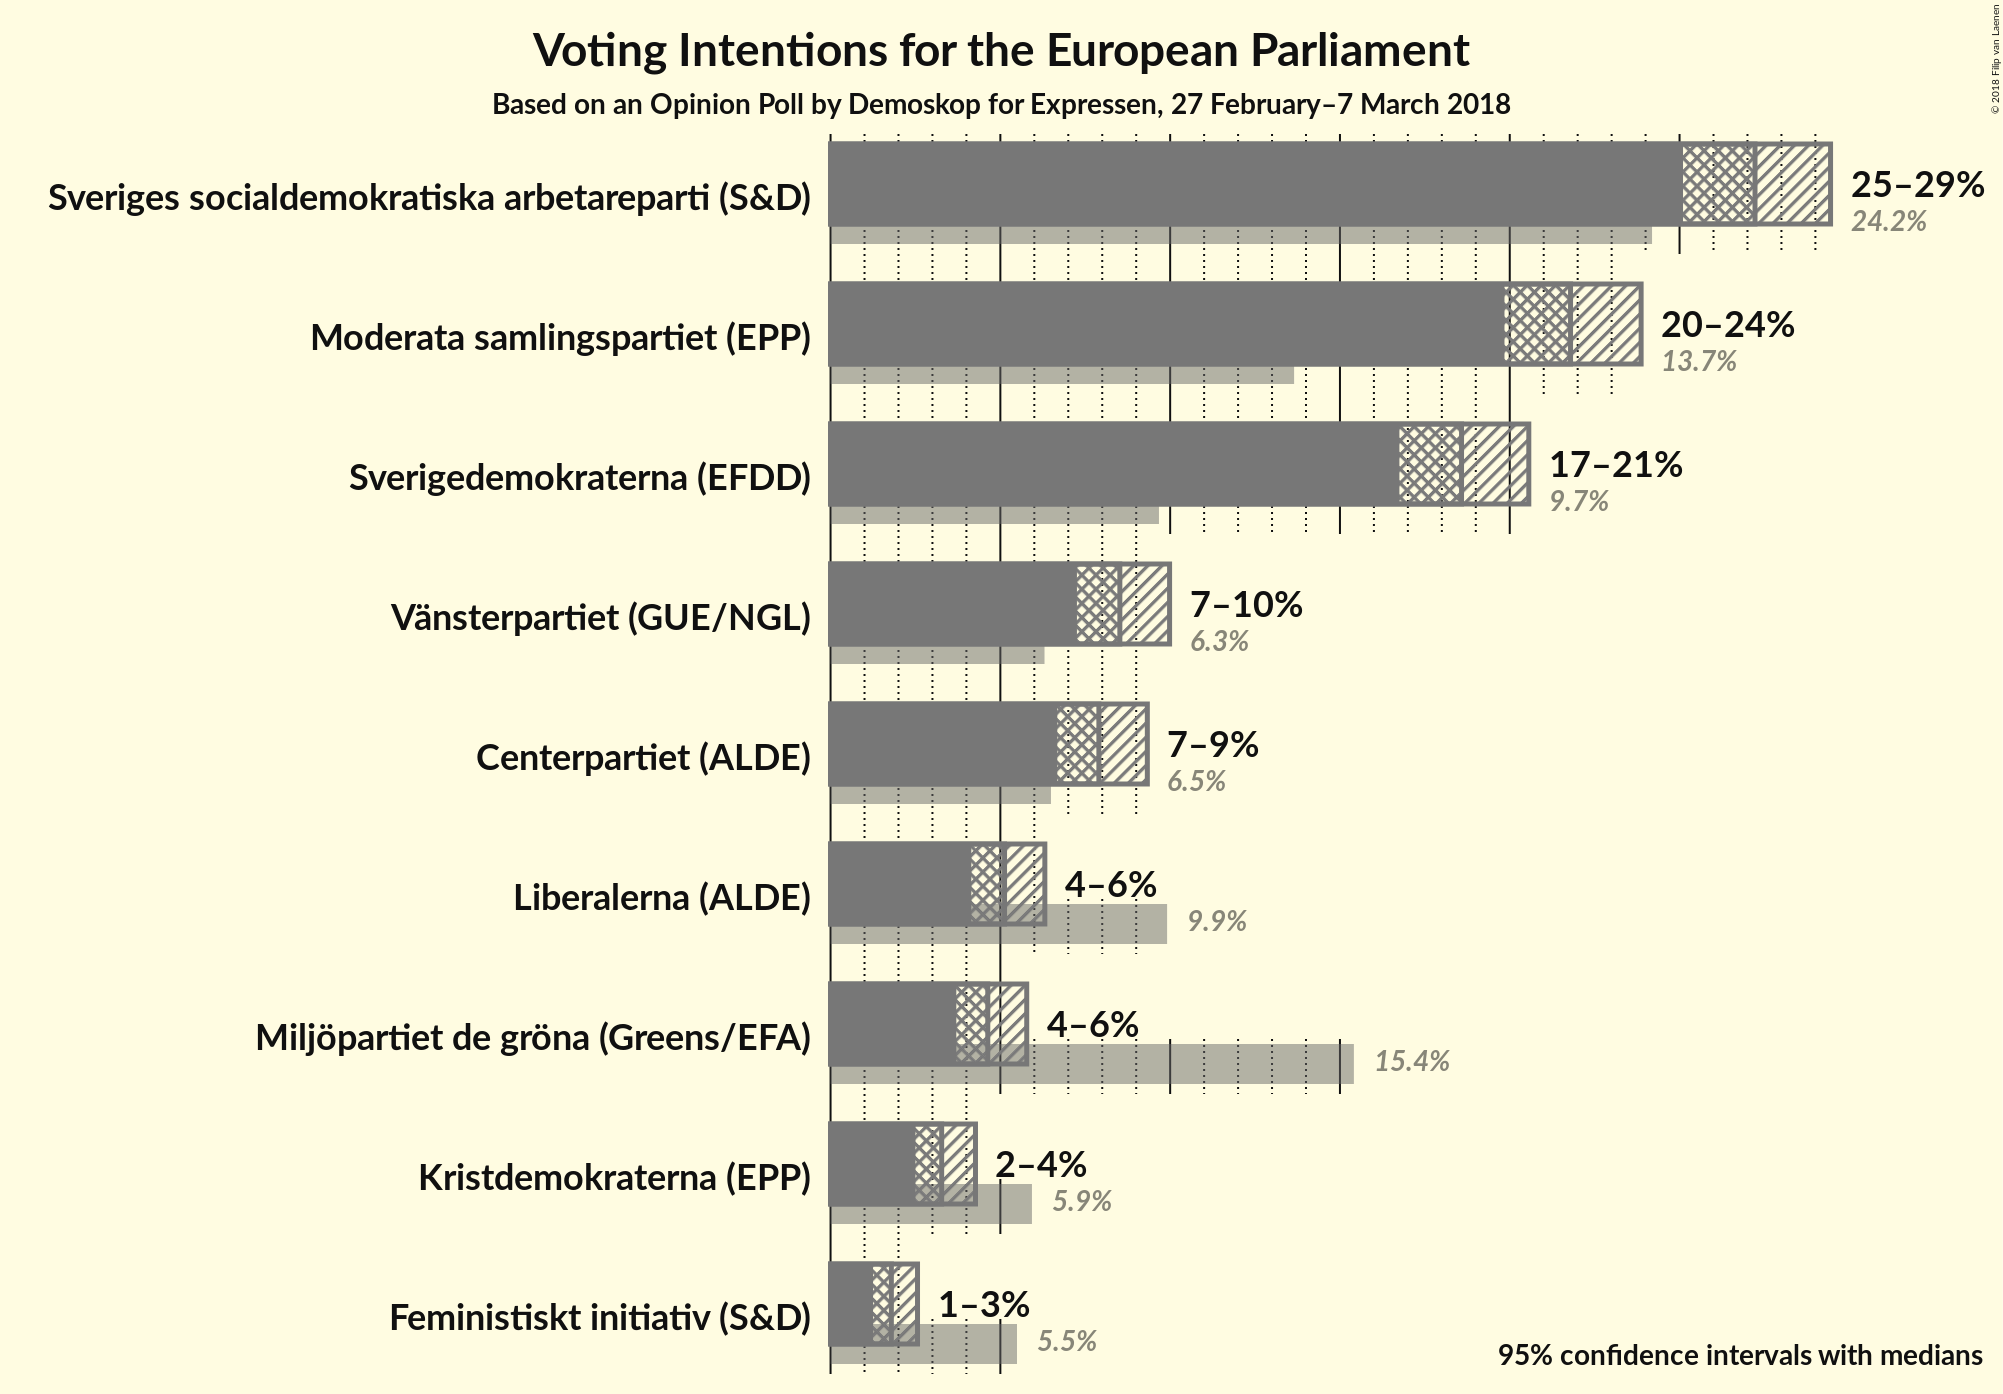 Voting Intentions for the European Parliament
Based on an Opinion Poll by Demoskop for Expressen, 27 February–7 March 2018
© 2018 Filip van Laenen
Sveriges socialdemokratiska arbetareparti (S&D)
25–29%
24.2%
Moderata samlingspartiet (EPP)
20–24%
13.7%
Sverigedemokraterna (EFDD)
17–21%
9.7%
Vänsterpartiet (GUE/NGL)
7–10%
6.3%
Centerpartiet (ALDE)
7–9%
6.5%
Liberalerna (ALDE)
4–6%
9.9%
Miljöpartiet de gröna (Greens/EFA)
4–6%
15.4%
Kristdemokraterna (EPP)
2–4%
5.9%
Feministiskt initiativ (S&D)
1–3%
5.5%
95% confidence intervals with medians